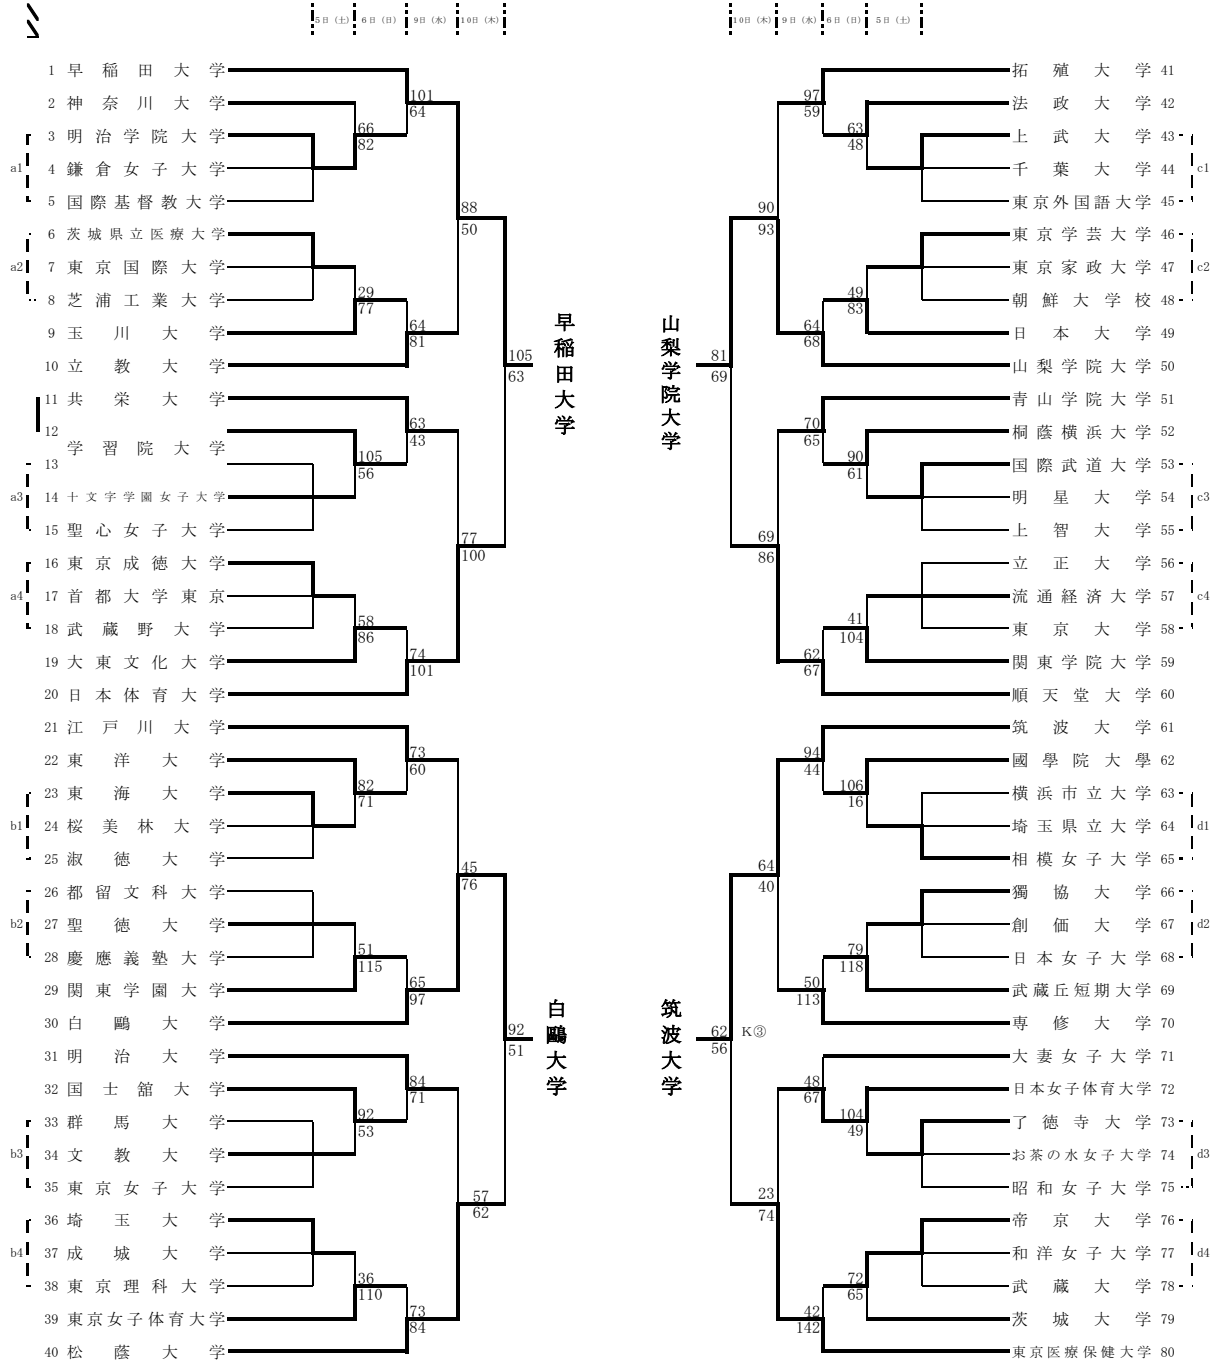 5日（土） 6日（日） 9日（水） 10日（木）
10日（木） 9日（水） 6日（日） 5日（土）
1 早稲田大学
2 神奈川大学
3 明治学院大学
a1 4 鎌倉女子大学
5 国際基督教大学
6 茨城県立医療大学
a2 7 東京国際大学
8 芝浦工業大学
9 玉川大学
10 立教大学
11 共栄大学
12
学習院大学
13
a3 14 十文字学園女子大学
15 聖心女子大学
16 東京成徳大学
a4 17 首都大学東京
18 武蔵野大学
19 大東文化大学
20 日本体育大学
21 江戸川大学
22 東洋大学
23 東海大学
b1 24 桜美林大学
25 淑徳大学
26 都留文科大学
b2 27 聖徳大学
28 慶應義塾大学
29 関東学園大学
30 白鷗大学
31 明治大学
32 国士舘大学
33 群馬大学
b3 34 文教大学
35 東京女子大学
36 埼玉大学
b4 37 成城大学
38 東京理科大学
39 東京女子体育大学
40 松蔭大学
66
82
29
77
105
56
58
86
82
71
51
115
92
53
36
110
101
64
64
81
63
43
74
101
73
60
65
97
84
71
73
84
88
50
77
100
45
76
57
62
105
63
92
51
早稲田大学
白鷗大学
山梨学院大学
筑波大学
81
69
62
56
K③
90
93
69
86
64
40
23
74
97
59
64
68
70
65
62
67
94
44
50
113
48
67
42
142
63
48
49
83
90
61
41
104
106
16
79
118
104
49
72
65
拓殖大学 41
法政大学 42
上武大学 43
千葉大学 44 c1
東京外国語大学 45
東京学芸大学 46
東京家政大学 47 c2
朝鮮大学校 48
日本大学 49
山梨学院大学 50
青山学院大学 51
桐蔭横浜大学 52
国際武道大学 53
明星大学 54 c3
上智大学 55
立正大学 56
流通経済大学 57 c4
東京大学 58
関東学院大学 59
順天堂大学 60
筑波大学 61
國學院大學 62
横浜市立大学 63
埼玉県立大学 64 d1
相模女子大学 65
獨協大学 66
創価大学 67 d2
日本女子大学 68
武蔵丘短期大学 69
専修大学 70
大妻女子大学 71
日本女子体育大学 72
了徳寺大学 73
お茶の水女子大学 74 d3
昭和女子大学 75
帝京大学 76
和洋女子大学 77 d4
武蔵大学 78
茨城大学 79
東京医療保健大学 80